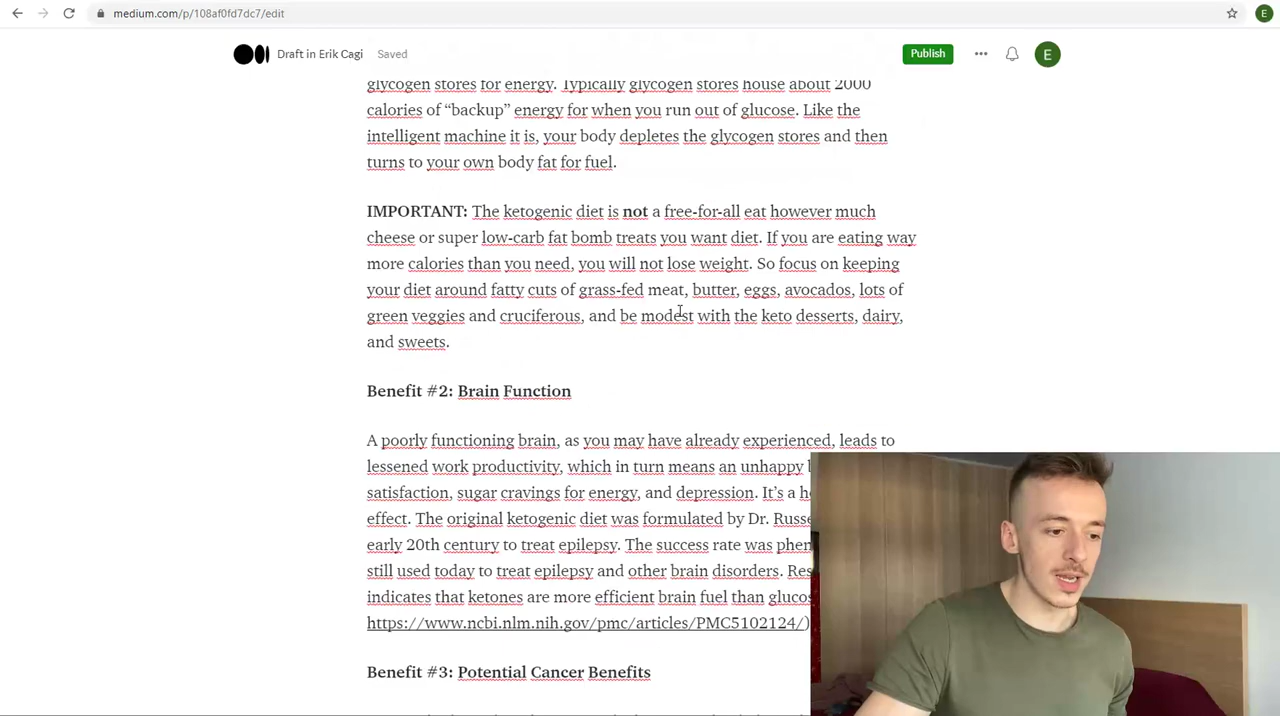 medium.com/p/108af0fd7dc7/edit
E
Draft in Erik Cagi Saved Publish E
glycogen stores for energy. Typically glycogen stores house about 2000
calories of “backup” energy for when you run out of glucose. Like the
intelligent machine it is, your body depletes the glycogen stores and then
turns to your own body fat for fuel.
IMPORTANT: The ketogenic diet is not a free-for-all eat however much
cheese or super low-carb fat bomb treats you want diet. If you are eating way
more calories than you need, you will not lose weight. So focus on keeping
your diet around fatty cuts of grass-fed meat, butter, eggs, avocados, lots of
green veggies and cruciferous, and be modest with the keto desserts, dairy,
and sweets.
Benefit #2: Brain Function
A poorly functioning brain, as you may have already experienced, leads to
lessened work productivity, which in turn means an unhappy
satisfaction, sugar cravings for energy, and depression. It’s a
effect. The original ketogenic diet was formulated by Dr.
early 20th century to treat epilepsy. The success rate was
still used today to treat epilepsy and other brain disorders.
indicates that ketones are more efficient brain fuel than
https://www.ncbi.nlm.nih.gov/pmc/articles/PMC5102124/)
Benefit #3: Potential Cancer Benefits